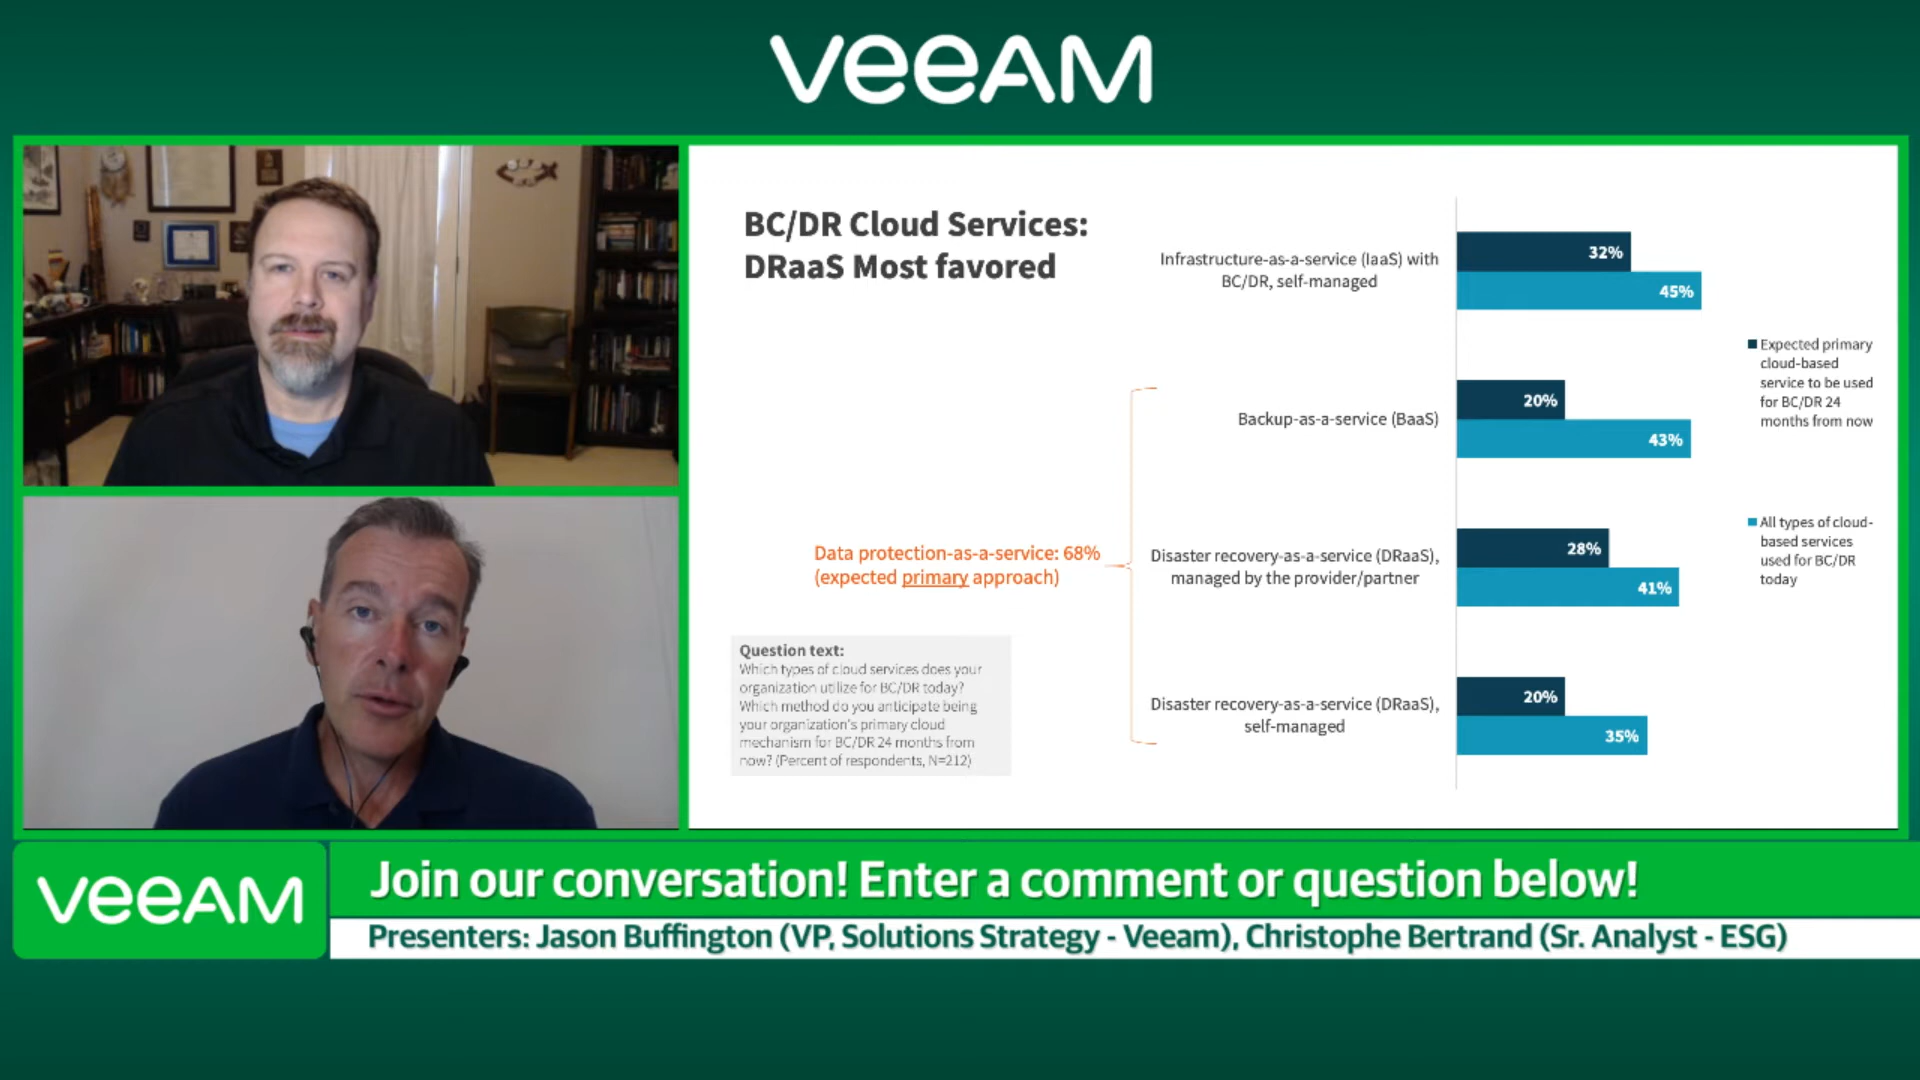 veeAM
BC/DR Cloud Services:
DRaaS Most favored
Infrastructure-as-a-service (IaaS) with
BC/DR, self-managed
32%
45%
Backup-as-a-service (BaaS)
20%
43%
Data protection-as-a-service: 68%
(expected primary approach)
Disaster recovery-as-a-service (DRaaS),
managed by the provider/partner
28%
41%
Disaster recovery-as-a-service (DRaaS),
self-managed
20%
35%
Expected primary
cloud-based
service to be used
for BC/DR 24
months from now
All types of cloud-
based services
used for BC/DR
today
Question text:
Which types of cloud services does your
organization utilize for BC/DR today?
Which method do you anticipate being
your organization's primary cloud
mechanism for BC/DR 24 months from
now? (Percent of respondents, N=212)
veeAM
Join our conversation! Enter a comment or question below!
Presenters: Jason Buffington (VP, Solutions Strategy - Veeam), Christophe Bertrand (Sr. Analyst - ESG)